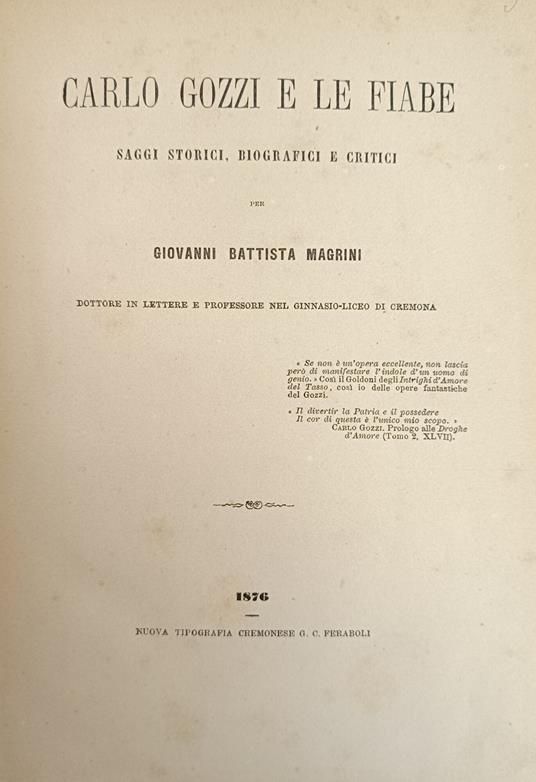 CARLO GOZZI E LE FIABE
SAGGI STORICI, BIOGRAFICI E CRITICI
PER
GIOVANNI BATTISTA MAGRINI
DOTTORE IN LETTERE E PROFESSORE NEL GINNASIO-LICEO DI CREMONA
« Se non è un'opera eccellente, non lascia
però di manifestare l'indole d'un uomo di
genio. » Così il Goldoni degli Intrighi d'Amore
del Tasso, così io delle opere fantastiche
del Gozzi.
« Il divertir la Patria e il possedere
Il cor di questa è l'unico mio scopo. »
CARLO GOZZI. Prologo alle Droghe
d'Amore (Tomo 2, XLVII).
1876
NUOVA TIPOGRAFIA CREMONESE G. C. FERABOLI